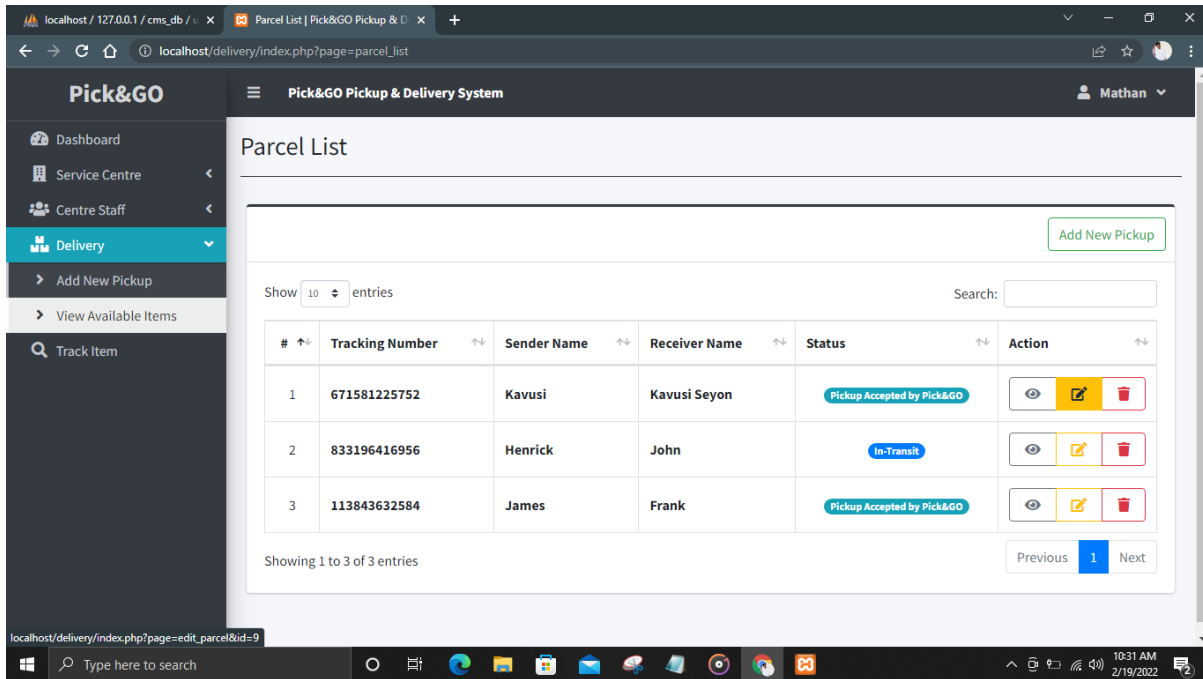 localhost / 127.0.0.1 / cms_db / u
Parcel List | Pick&GO Pickup & D
localhost/delivery/index.php?page=parcel_list
Pick&GO
Pick&GO Pickup & Delivery System
Mathan
Dashboard
Service Centre
Centre Staff
Delivery
Add New Pickup
View Available Items
Track Item
Parcel List
Add New Pickup
Show 10 entries
Search:
# Tracking Number Sender Name Receiver Name Status Action
1 671581225752 Kavusi Kavusi Seyon Pickup Accepted by Pick&GO
2 833196416956 Henrick John In-Transit
3 113843632584 James Frank Pickup Accepted by Pick&GO
Showing 1 to 3 of 3 entries
Previous 1 Next
localhost/delivery/index.php?page=edit_parcel&id=9
Type here to search
10:31 AM
2/19/2022
2